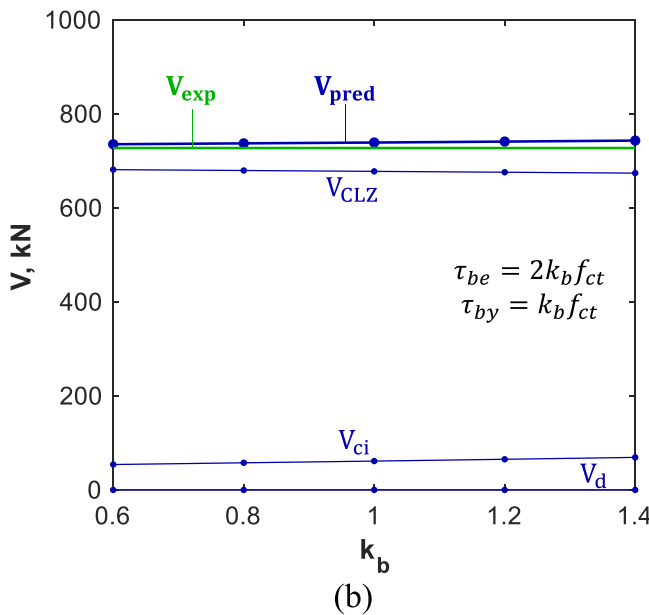 1000
V_exp
V_pred
800
V_CLZ
600
V, kN
τ_be = 2k_b f_ct
τ_by = k_b f_ct
400
200
V_ci
V_d
0
0.6 0.8 1 1.2 1.4
k_b
(b)